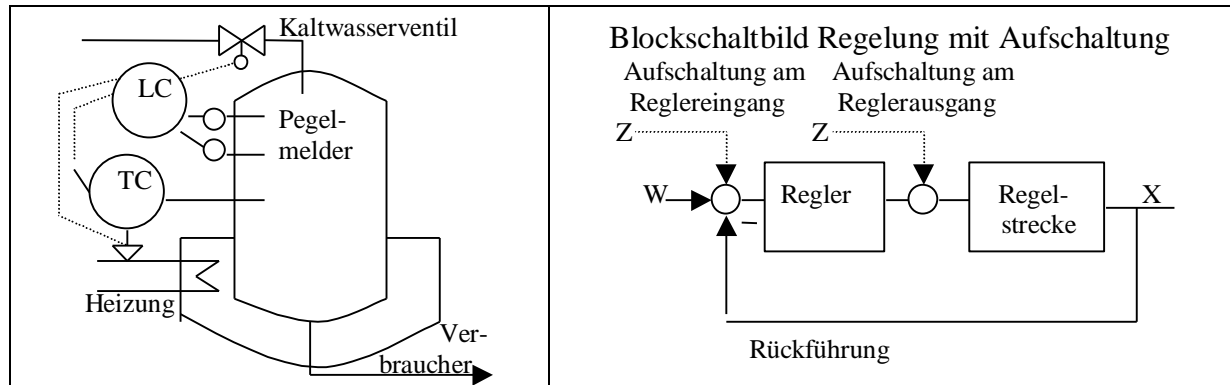 Kaltwasserventil
LC
Pegel-
melder
TC
Heizung
Ver-
braucher
Blockschaltbild Regelung mit Aufschaltung
Aufschaltung am
Reglereingang
Aufschaltung am
Reglerausgang
Z
Z
W
Regler
Regel-
strecke
X
Rückführung